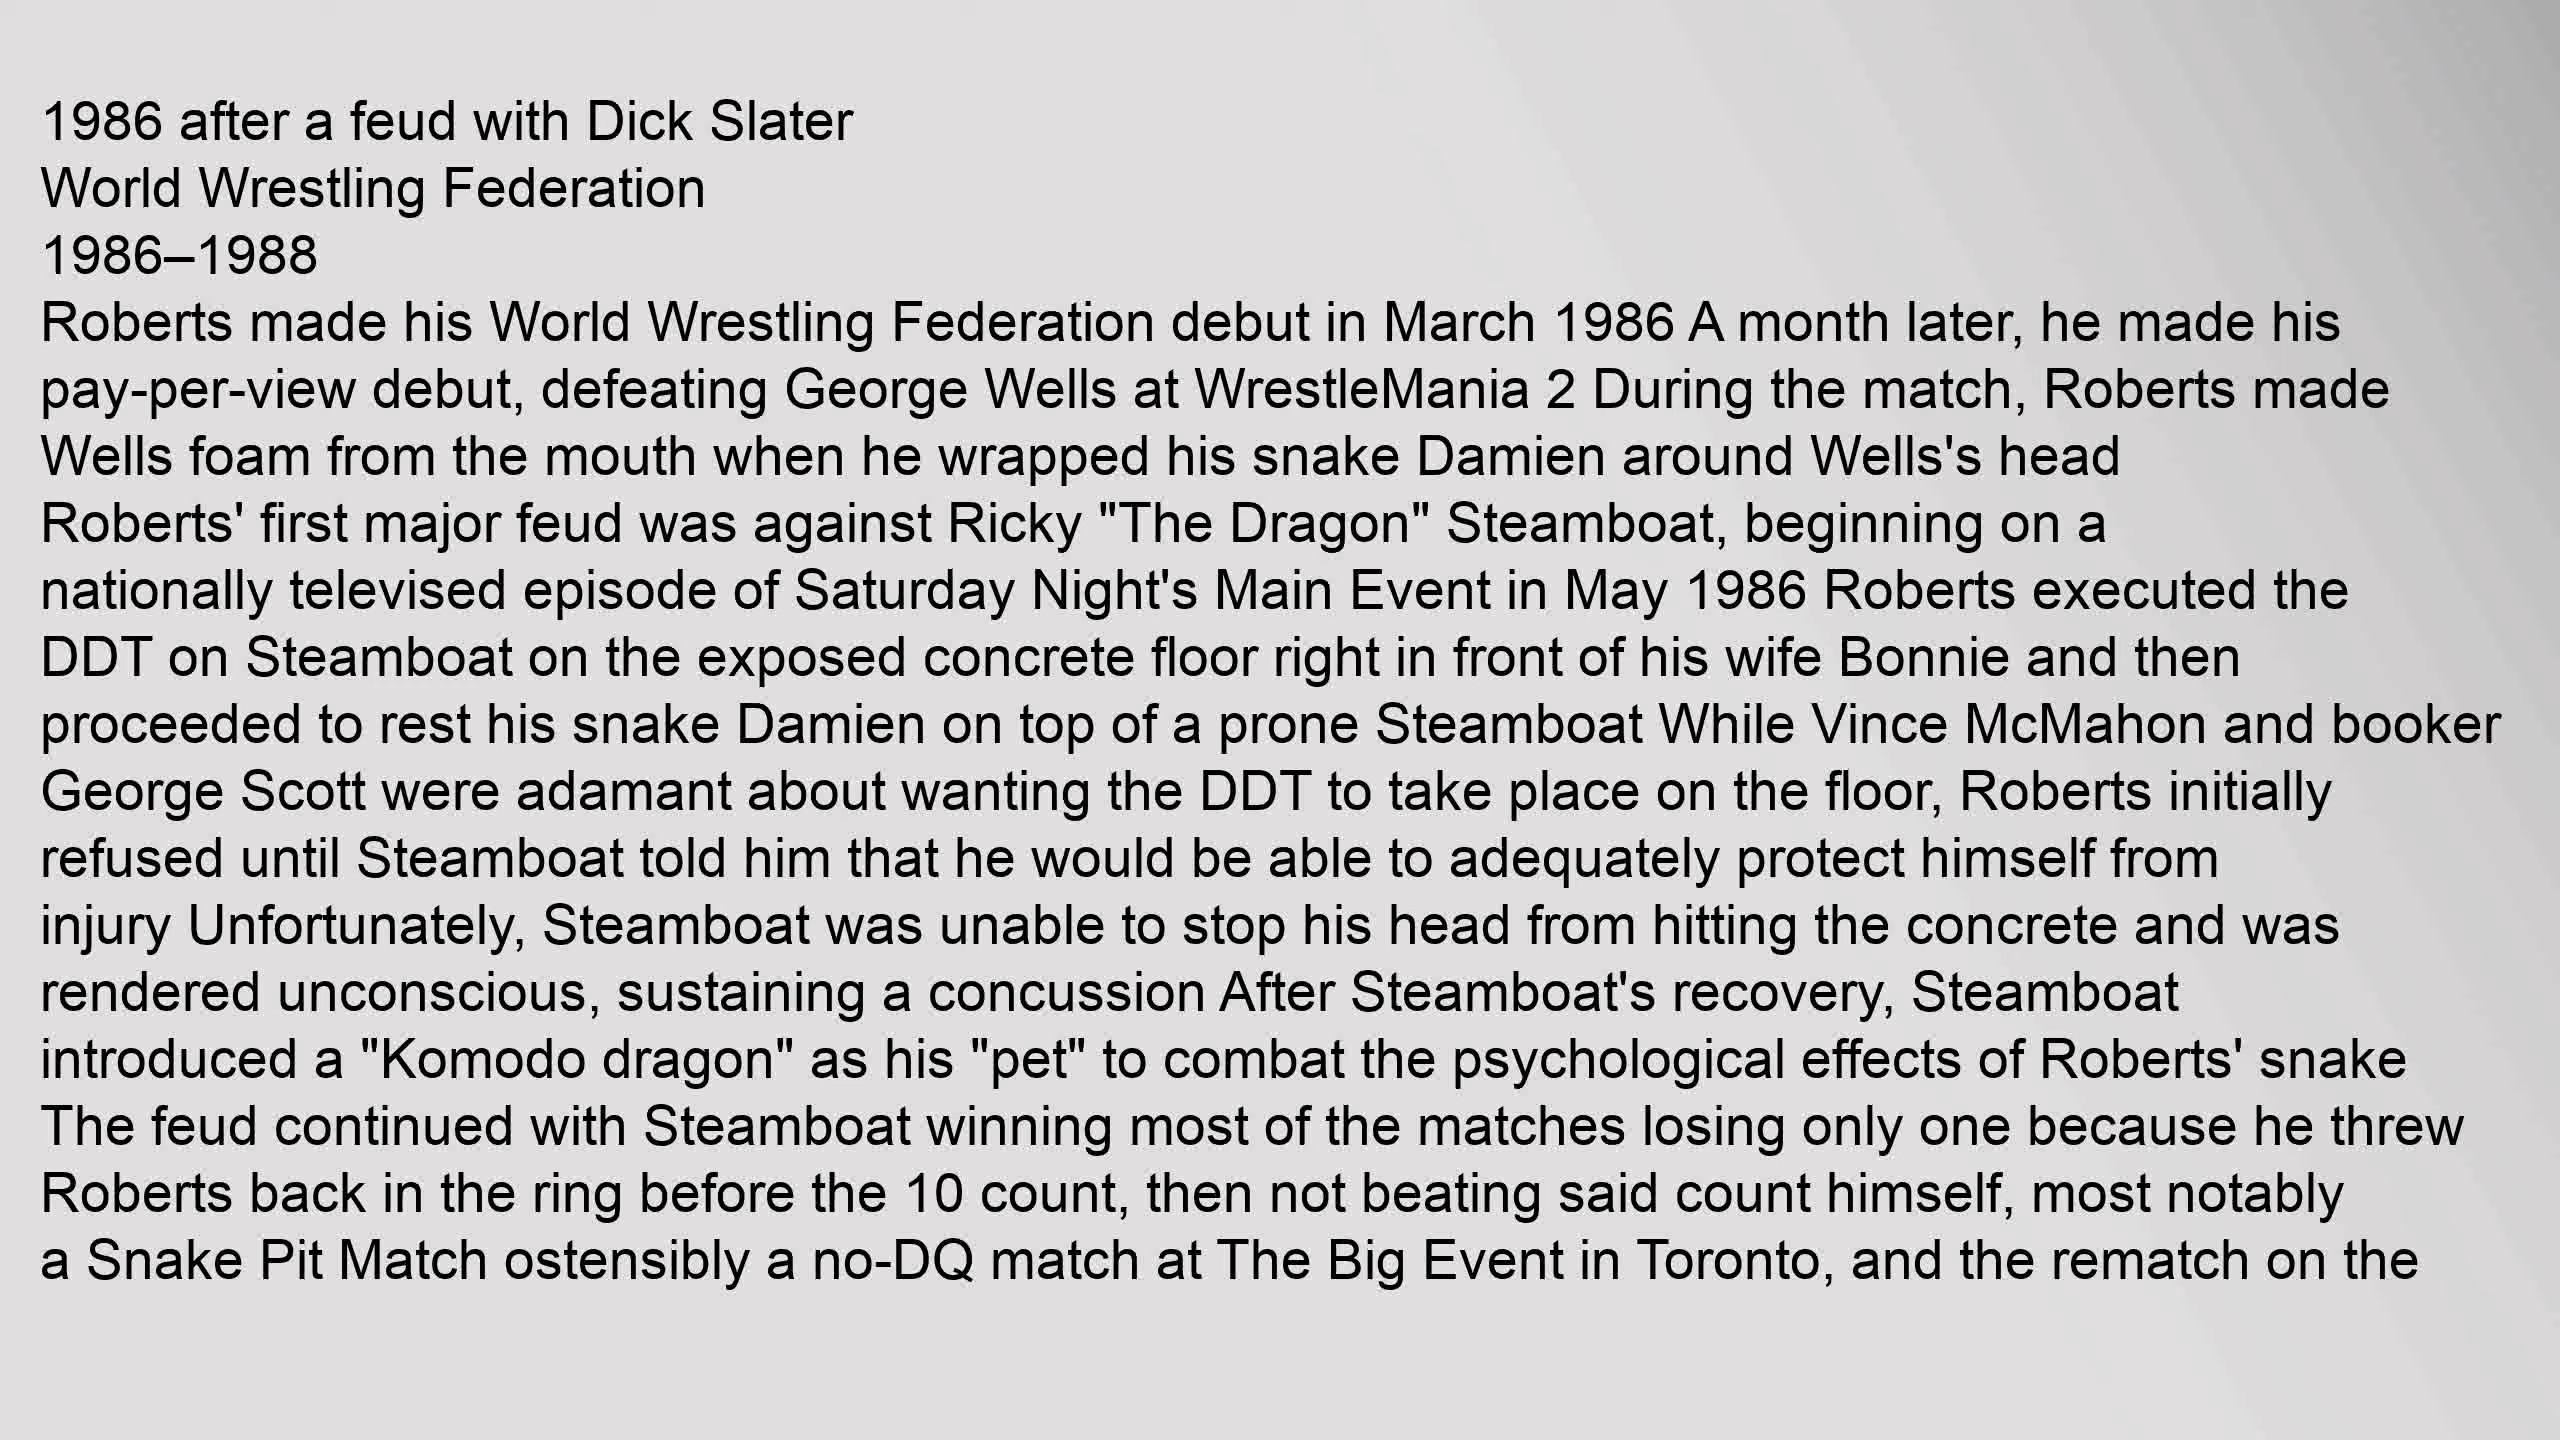 1986 after a feud with Dick Slater
World Wrestling Federation
1986–1988
Roberts made his World Wrestling Federation debut in March 1986 A month later, he made his
pay-per-view debut, defeating George Wells at WrestleMania 2 During the match, Roberts made
Wells foam from the mouth when he wrapped his snake Damien around Wells's head
Roberts' first major feud was against Ricky "The Dragon" Steamboat, beginning on a
nationally televised episode of Saturday Night's Main Event in May 1986 Roberts executed the
DDT on Steamboat on the exposed concrete floor right in front of his wife Bonnie and then
proceeded to rest his snake Damien on top of a prone Steamboat While Vince McMahon and booker
George Scott were adamant about wanting the DDT to take place on the floor, Roberts initially
refused until Steamboat told him that he would be able to adequately protect himself from
injury Unfortunately, Steamboat was unable to stop his head from hitting the concrete and was
rendered unconscious, sustaining a concussion After Steamboat's recovery, Steamboat
introduced a "Komodo dragon" as his "pet" to combat the psychological effects of Roberts' snake
The feud continued with Steamboat winning most of the matches losing only one because he threw
Roberts back in the ring before the 10 count, then not beating said count himself, most notably
a Snake Pit Match ostensibly a no-DQ match at The Big Event in Toronto, and the rematch on the